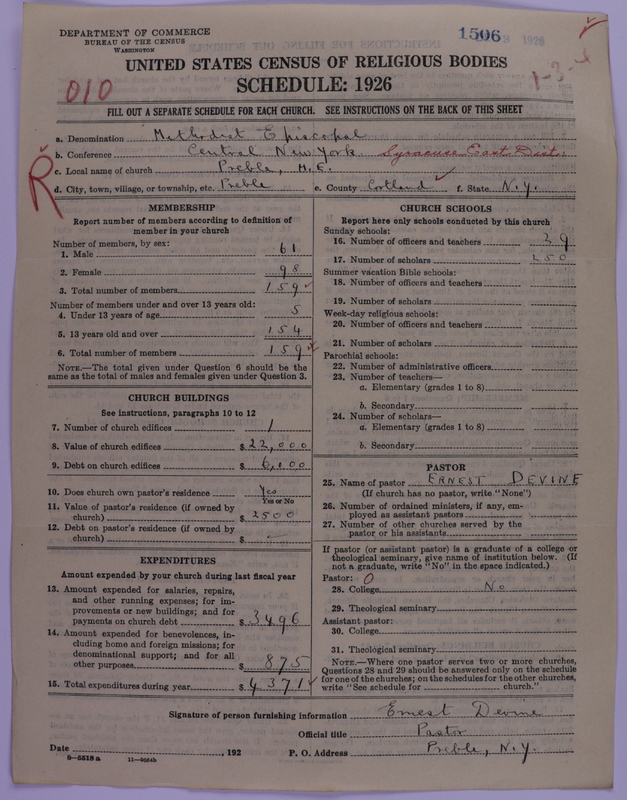 DEPARTMENT OF COMMERCE
BUREAU OF THE CENSUS
WASHINGTON
1506
1926
UNITED STATES CENSUS OF RELIGIOUS BODIES
SCHEDULE: 1926
010
1-3-
FILL OUT A SEPARATE SCHEDULE FOR EACH CHURCH. SEE INSTRUCTIONS ON THE BACK OF THIS SHEET
a. Denomination Methodist Episcopal
b. Conference Central New York Syracuse East Dist.
c. Local name of church Preble, M.E.
d. City, town, village, or township, etc. Preble e. County Cortland f. State N.Y.
R
MEMBERSHIP
Report number of members according to definition of
member in your church
Number of members, by sex:
1. Male 61
2. Female 98
3. Total number of members 159
Number of members under and over 13 years old:
4. Under 13 years of age 5
5. 13 years old and over 154
6. Total number of members 159
NOTE.—The total given under Question 6 should be the
same as the total of males and females given under Question 3.
CHURCH BUILDINGS
See instructions, paragraphs 10 to 12
7. Number of church edifices 1
8. Value of church edifices $22,000
9. Debt on church edifices $6,100
10. Does church own pastor's residence Yes
Yes or No
11. Value of pastor's residence (if owned by
church) $2500
12. Debt on pastor's residence (if owned by
church) $ —
EXPENDITURES
Amount expended by your church during last fiscal year
13. Amount expended for salaries, repairs,
and other running expenses; for im-
provements or new buildings; and for
payments on church debt $3496
14. Amount expended for benevolences, in-
cluding home and foreign missions; for
denominational support; and for all
other purposes $875
15. Total expenditures during year $4371
CHURCH SCHOOLS
Report here only schools conducted by this church
Sunday schools:
16. Number of officers and teachers 29
17. Number of scholars 250
Summer vacation Bible schools:
18. Number of officers and teachers
19. Number of scholars
Week-day religious schools:
20. Number of officers and teachers
21. Number of scholars
Parochial schools:
22. Number of administrative officers
23. Number of teachers—
a. Elementary (grades 1 to 8)
b. Secondary
24. Number of scholars—
a. Elementary (grades 1 to 8)
b. Secondary
PASTOR
25. Name of pastor ERNEST DEVINE
(If church has no pastor, write "None")
26. Number of ordained ministers, if any, em-
ployed as assistant pastors
27. Number of other churches served by the
pastor or his assistants
If pastor (or assistant pastor) is a graduate of a college or
theological seminary, give name of institution below. (If
not a graduate, write "No" in the space indicated.)
Pastor: 0
28. College No
29. Theological seminary
Assistant pastor:
30. College
31. Theological seminary
NOTE.—Where one pastor serves two or more churches,
Questions 28 and 29 should be answered only on the schedule
for one of the churches; on the schedules for the other churches,
write "See schedule for church."
Signature of person furnishing information Ernest Devine
Official title Pastor
Date , 192 P. O. Address Preble, N.Y.
8—5518 a 11—9064b